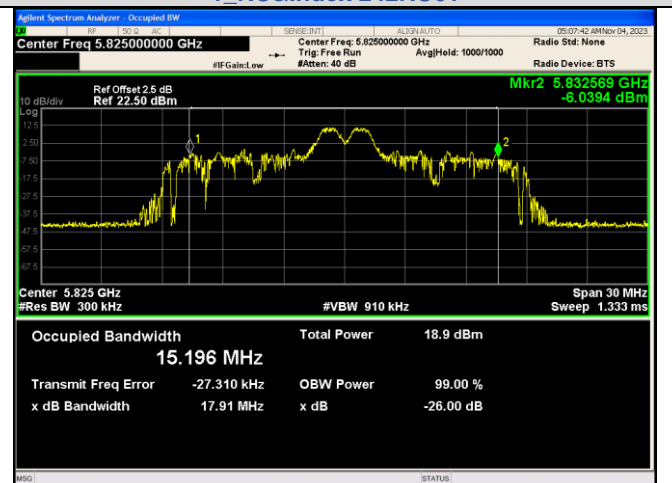 Agilent Spectrum Analyzer - Occupied BW
RF 50 Ω AC SENSE:INT ALIGN AUTO 05:07:42 AM Nov 04, 2023
Center Freq 5.825000000 GHz Center Freq: 5.825000000 GHz Radio Std: None
Trig: Free Run Avg|Hold: 1000/1000
#IFGain:Low #Atten: 40 dB Radio Device: BTS
Mkr2 5.832569 GHz
-6.0394 dBm
Ref Offset 2.5 dB
10 dB/div Ref 22.50 dBm
Log
12.5
2.50
-7.50
-17.5
-27.5
-37.5
-47.5
-57.5
-67.5
1
2
Center 5.825 GHz Span 30 MHz
#Res BW 300 kHz #VBW 910 kHz Sweep 1.333 ms
Occupied Bandwidth Total Power 18.9 dBm
15.196 MHz
Transmit Freq Error -27.310 kHz OBW Power 99.00 %
x dB Bandwidth 17.91 MHz x dB -26.00 dB
MSG STATUS